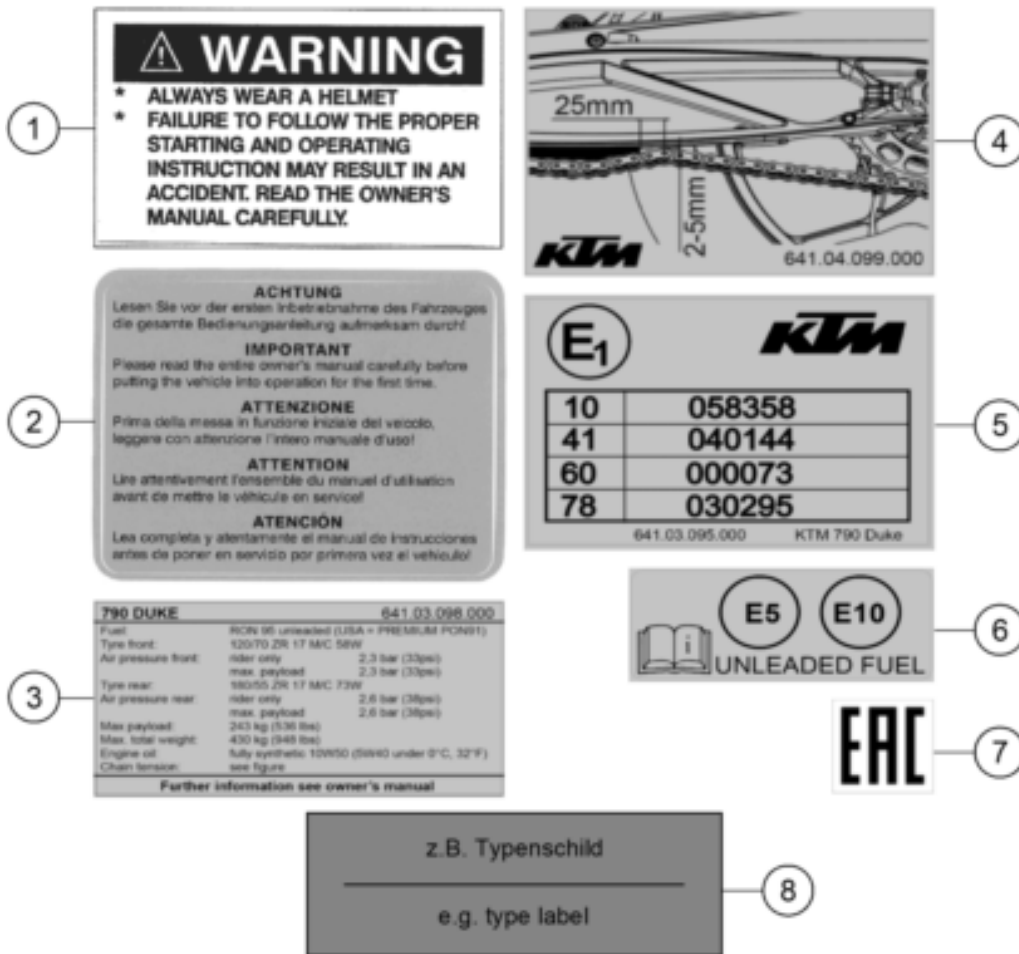 1
⚠ WARNING
* ALWAYS WEAR A HELMET
* FAILURE TO FOLLOW THE PROPER
STARTING AND OPERATING
INSTRUCTION MAY RESULT IN AN
ACCIDENT. READ THE OWNER'S
MANUAL CAREFULLY.
2
ACHTUNG
Lesen Sie vor der ersten Inbetriebnahme des Fahrzeuges
die gesamte Bedienungsanleitung aufmerksam durch!
IMPORTANT
Please read the entire owner's manual carefully before
putting the vehicle into operation for the first time.
ATTENZIONE
Prima della messa in funzione iniziale del veicolo,
leggere con attenzione l'intero manuale d'uso!
ATTENTION
Lire attentivement l'ensemble du manuel d'utilisation
avant de mettre le véhicule en service!
ATENCIÓN
Lea completa y atentamente el manual de instrucciones
antes de poner en servicio por primera vez el vehículo!
3
790 DUKE 641.03.098.000
Fuel: RON 95 unleaded (USA = PREMIUM PON91)
Tyre front: 120/70 ZR 17 M/C 58W
Air pressure front: rider only 2,3 bar (33psi)
max. payload 2,3 bar (33psi)
Tyre rear: 180/55 ZR 17 M/C 73W
Air pressure rear: rider only 2,6 bar (38psi)
max. payload 2,6 bar (38psi)
Max payload: 243 kg (536 lbs)
Max. total weight: 430 kg (948 lbs)
Engine oil: fully synthetic 10W50 (5W40 under 0°C, 32°F)
Chain tension: see figure
Further information see owner's manual
4
25mm
2-5mm
KTM 641.04.099.000
5
E1 KTM
10 058358
41 040144
60 000073
78 030295
641.03.095.000 KTM 790 Duke
6
E5 E10
UNLEADED FUEL
7
EAC
8
z.B. Typenschild
e.g. type label